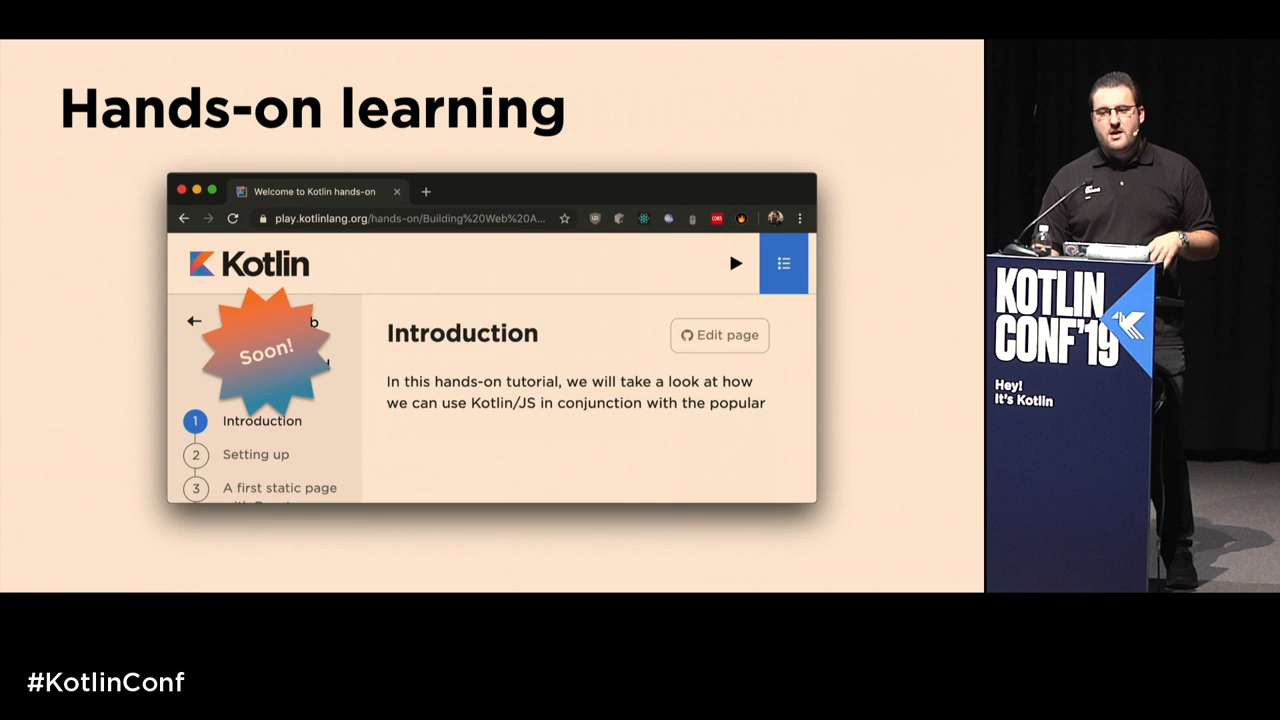 Hands-on learning
Welcome to Kotlin hands-on
play.kotlinlang.org/hands-on/Building%20Web%20A...
CORS
Kotlin
b
Soon!
1 Introduction
2 Setting up
3 A first static page
Introduction
Edit page
In this hands-on tutorial, we will take a look at how
we can use Kotlin/JS in conjunction with the popular
KOTLIN
CONF'19
Hey!
It's Kotlin
#KotlinConf